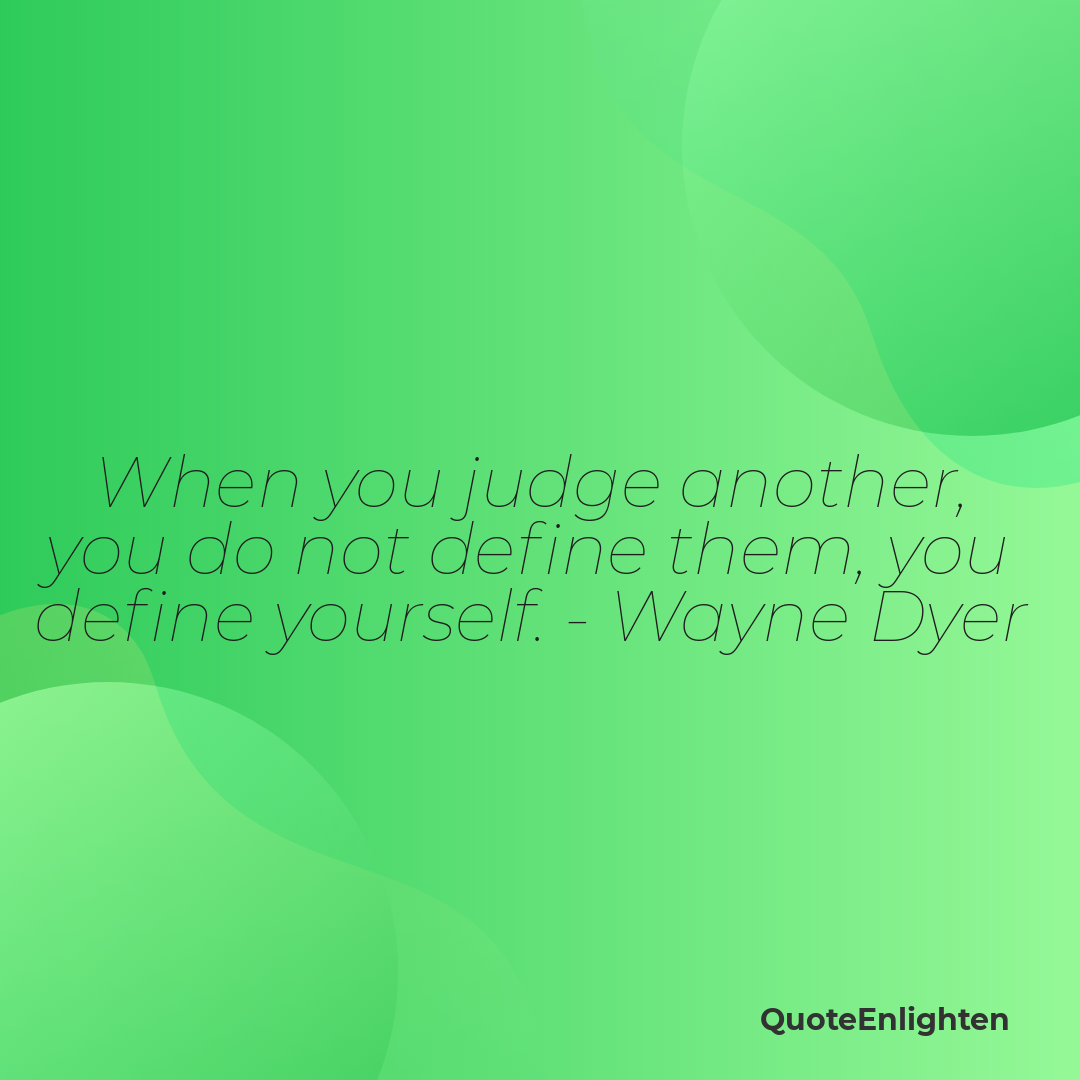 When you judge another,
you do not define them, you
define yourself. - Wayne Dyer
QuoteEnlighten